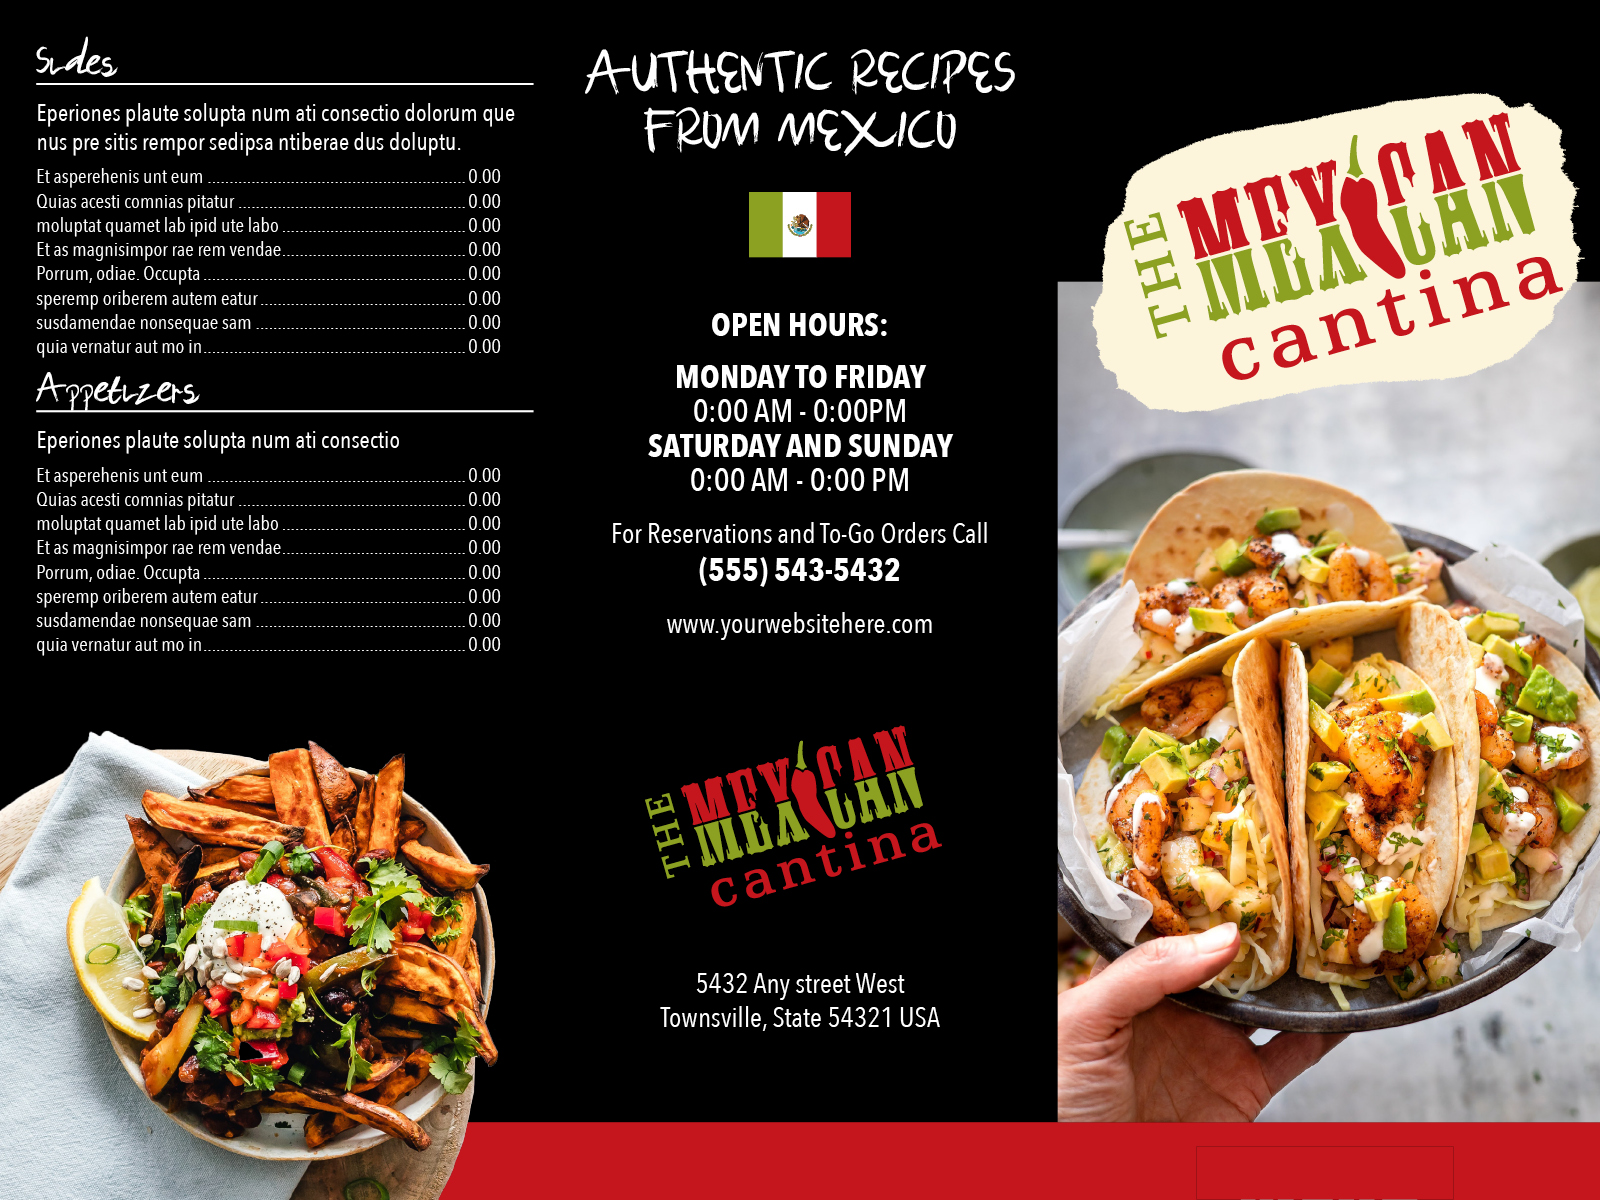 Sides
Eperiones plaute solupta num ati consectio dolorum que
nus pre sitis rempor sedipsa ntiberae dus doluptu.
Et asperehenis unt eum 0.00
Quias acesti comnias pitatur 0.00
moluptat quamet lab ipid ute labo 0.00
Et as magnisimpor rae rem vendae 0.00
Porrum, odiae. Occupta 0.00
speremp oriberem autem eatur 0.00
susdamendae nonsequae sam 0.00
quia vernatur aut mo in 0.00
Appetizers
Eperiones plaute solupta num ati consectio
Et asperehenis unt eum 0.00
Quias acesti comnias pitatur 0.00
moluptat quamet lab ipid ute labo 0.00
Et as magnisimpor rae rem vendae 0.00
Porrum, odiae. Occupta 0.00
speremp oriberem autem eatur 0.00
susdamendae nonsequae sam 0.00
quia vernatur aut mo in 0.00
AUTHENTIC RECIPES
FROM MEXICO
OPEN HOURS:
MONDAY TO FRIDAY
0:00 AM - 0:00PM
SATURDAY AND SUNDAY
0:00 AM - 0:00 PM
For Reservations and To-Go Orders Call
(555) 543-5432
www.yourwebsitehere.com
THE
MEXICAN
cantina
5432 Any street West
Townsville, State 54321 USA
THE
MEXICAN
cantina